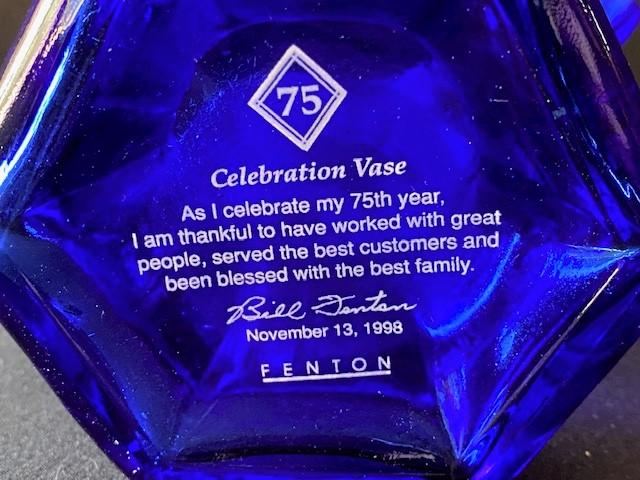 75
Celebration Vase
As I celebrate my 75th year,
I am thankful to have worked with great
people, served the best customers and
been blessed with the best family.
Bill Fenton
November 13, 1998
FENTON